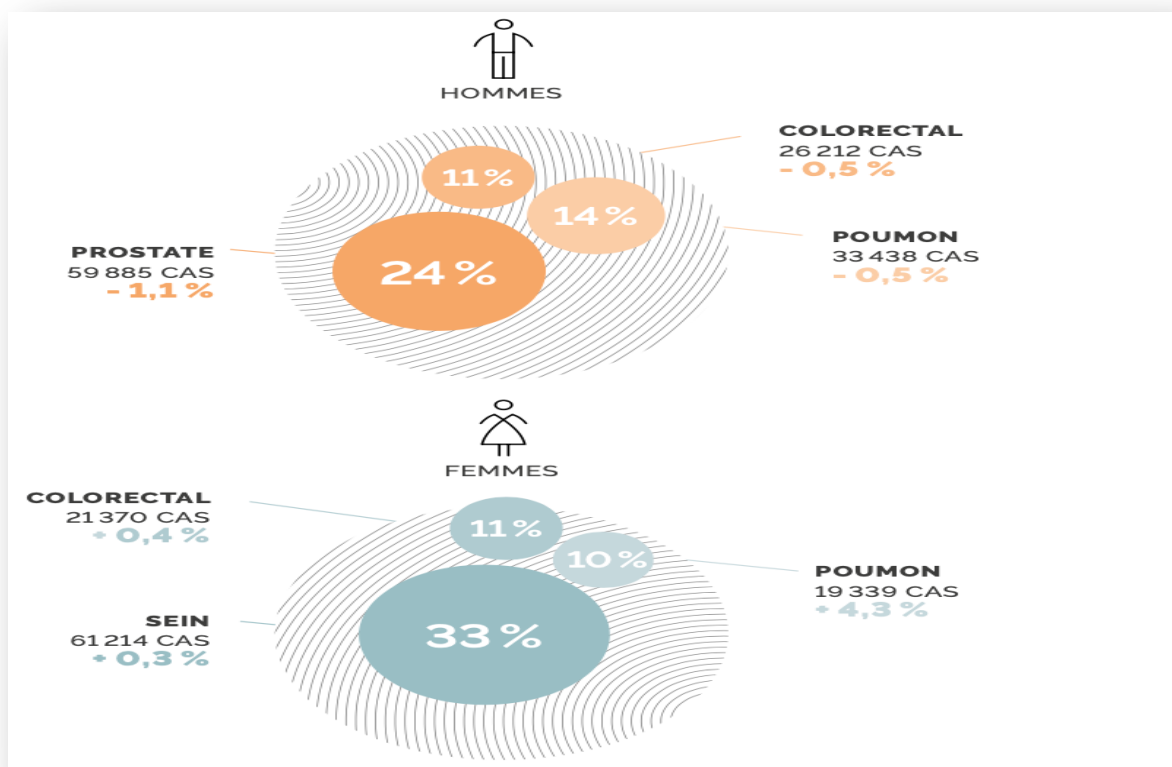 HOMMES
COLORECTAL
26 212 CAS
- 0,5 %
11 %
14 %
POUMON
33 438 CAS
- 0,5 %
PROSTATE
59 885 CAS
- 1,1 %
24 %
FEMMES
COLORECTAL
21 370 CAS
+ 0,4 %
11 %
10 %
POUMON
19 339 CAS
+ 4,3 %
SEIN
61 214 CAS
+ 0,3 %
33 %